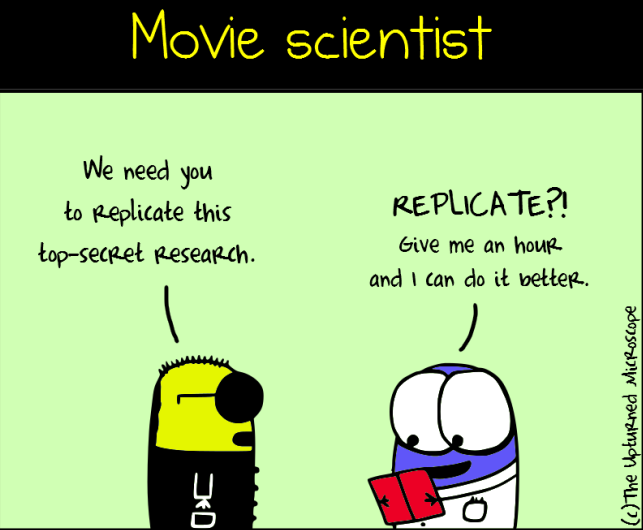 Movie scientist
We need you
to Replicate this
top-secRet ReseaRch.
REPLICATE?!
Give me an houR
and I can do it betteR.
(c)The UptuRned MicRoscope